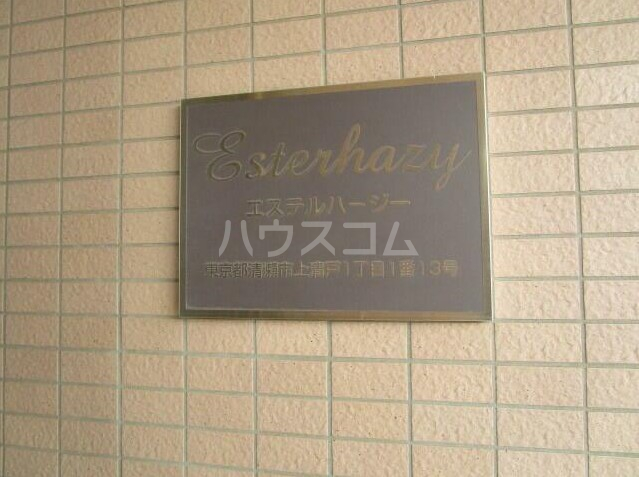 Esterhazy
エステルハージー
ハウスコム
東京都清瀬市上清戸1丁目1番13号